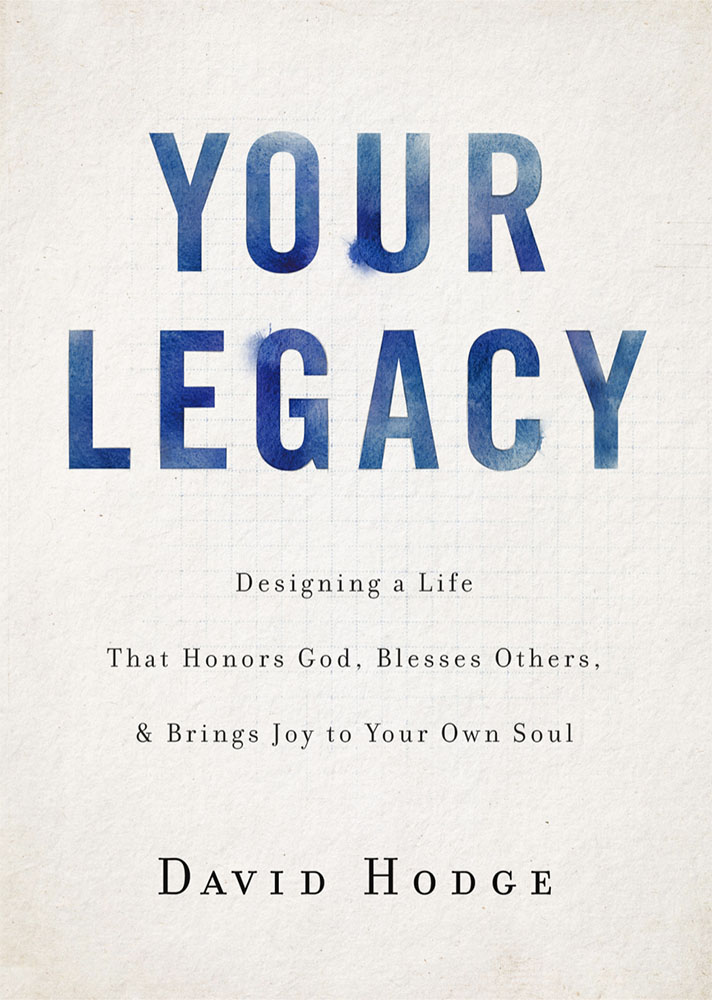 YOUR
LEGACY
Designing a Life
That Honors God, Blesses Others,
& Brings Joy to Your Own Soul
David Hodge